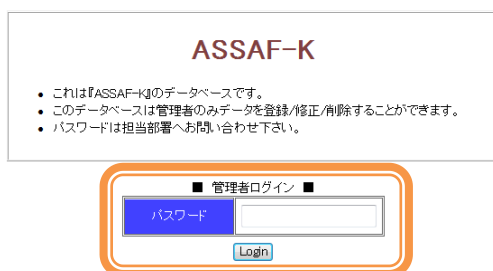 ASSAF-K
• これは『ASSAF-K』のデータベースです。
• このデータベースは管理者のみデータを登録/修正/削除することができます。
• パスワードは担当部署へお問い合わせ下さい。
■ 管理者ログイン ■
パスワード
Login